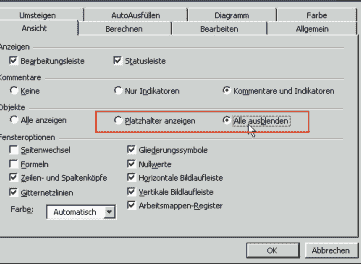 Umsteigen AutoAusfüllen Diagramm Farbe
Ansicht Berechnen Bearbeiten Allgemein
Anzeigen
Bearbeitungsleiste Statusleiste
Kommentare
Keine Nur Indikatoren Kommentare und Indikatoren
Objekte
Alle anzeigen Platzhalter anzeigen Alle ausblenden
Fensteroptionen
Seitenwechsel Gliederungssymbole
Formeln Nullwerte
Zeilen- und Spaltenköpfe Horizontale Bildlaufleiste
Gitternetzlinien Vertikale Bildlaufleiste
Farbe: Automatisch Arbeitsmappen-Register
OK Abbrechen